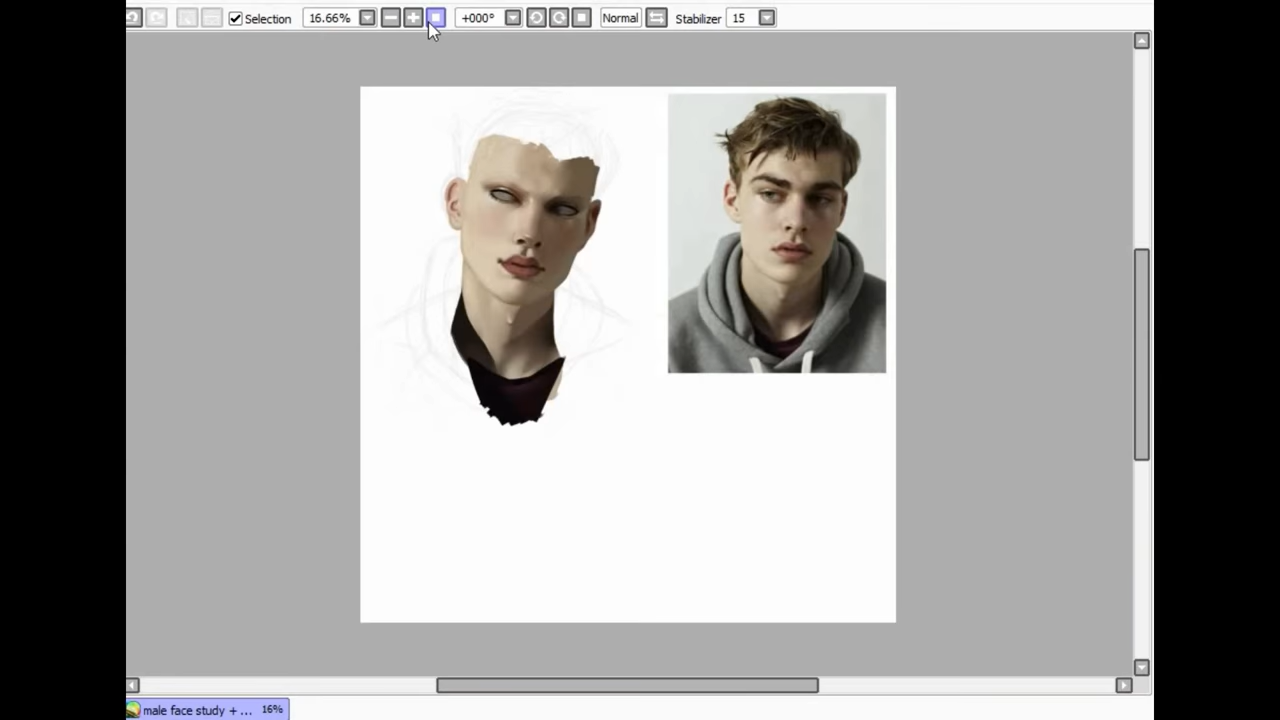 Selection 16.66% +000° Normal Stabilizer 15
male face study + ... 16%